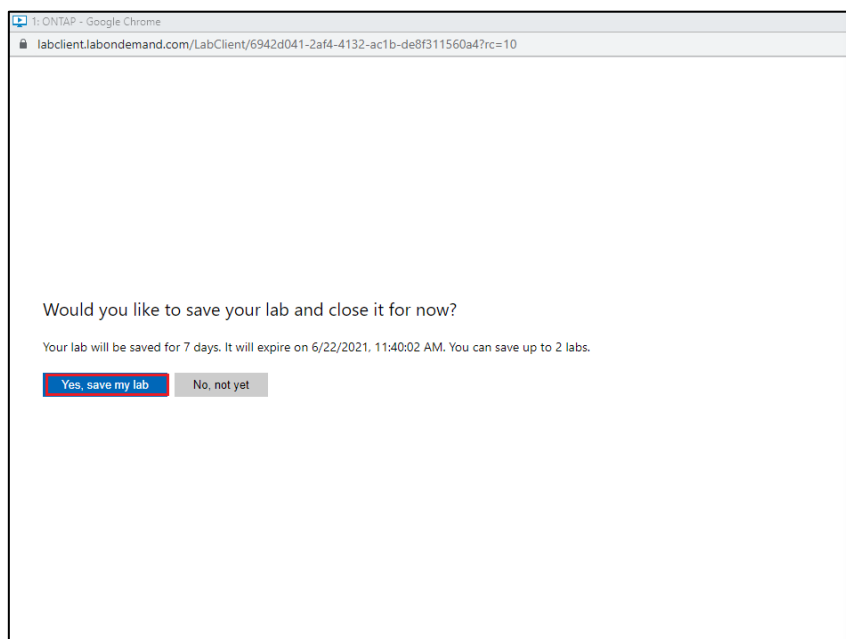 1: ONTAP - Google Chrome
labclient.labondemand.com/LabClient/6942d041-2af4-4132-ac1b-de8f311560a4?rc=10
Would you like to save your lab and close it for now?
Your lab will be saved for 7 days. It will expire on 6/22/2021, 11:40:02 AM. You can save up to 2 labs.
Yes, save my lab No, not yet